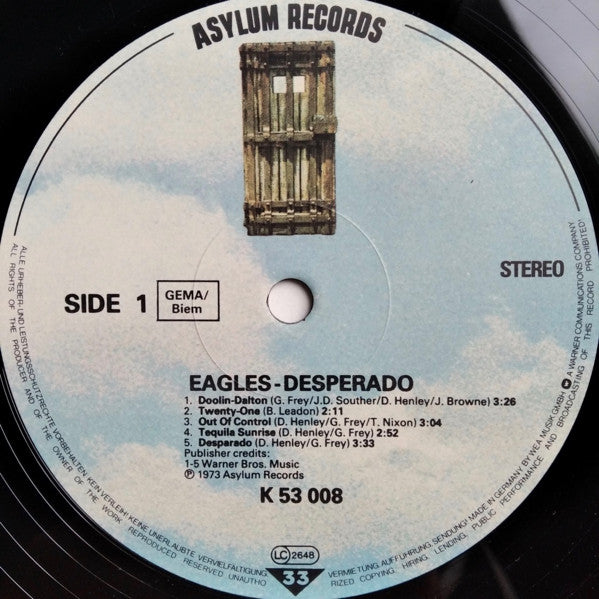 ASYLUM RECORDS
STEREO
SIDE 1
GEMA/
Biem
EAGLES - DESPERADO
1. Doolin-Dalton (G. Frey/J.D. Souther/D. Henley/J. Browne) 3:26
2. Twenty-One (B. Leadon) 2:11
3. Out Of Control (D. Henley/G. Frey/T. Nixon) 3:04
4. Tequila Sunrise (D. Henley/G. Frey) 2:52
5. Desparado (D. Henley/G. Frey) 3:33
Publisher credits:
1-5 Warner Bros. Music
℗ 1973 Asylum Records
K 53 008
LC 2648
33
ALLE URHEBER- UND LEISTUNGSSCHUTZRECHTE VORBEHALTEN. KEIN VERLEIH! KEINE UNERLAUBTE VERVIELFÄLTIGUNG, VERMIETUNG, AUFFÜHRUNG, SENDUNG! MADE IN GERMANY BY WEA MUSIK GMBH A WARNER COMMUNICATIONS COMPANY
ALL RIGHTS OF THE PRODUCER AND OF THE OWNER OF THE WORK REPRODUCED RESERVED. UNAUTHORIZED COPYING, HIRING, LENDING, PUBLIC PERFORMANCE AND BROADCASTING OF THIS RECORD PROHIBITED!